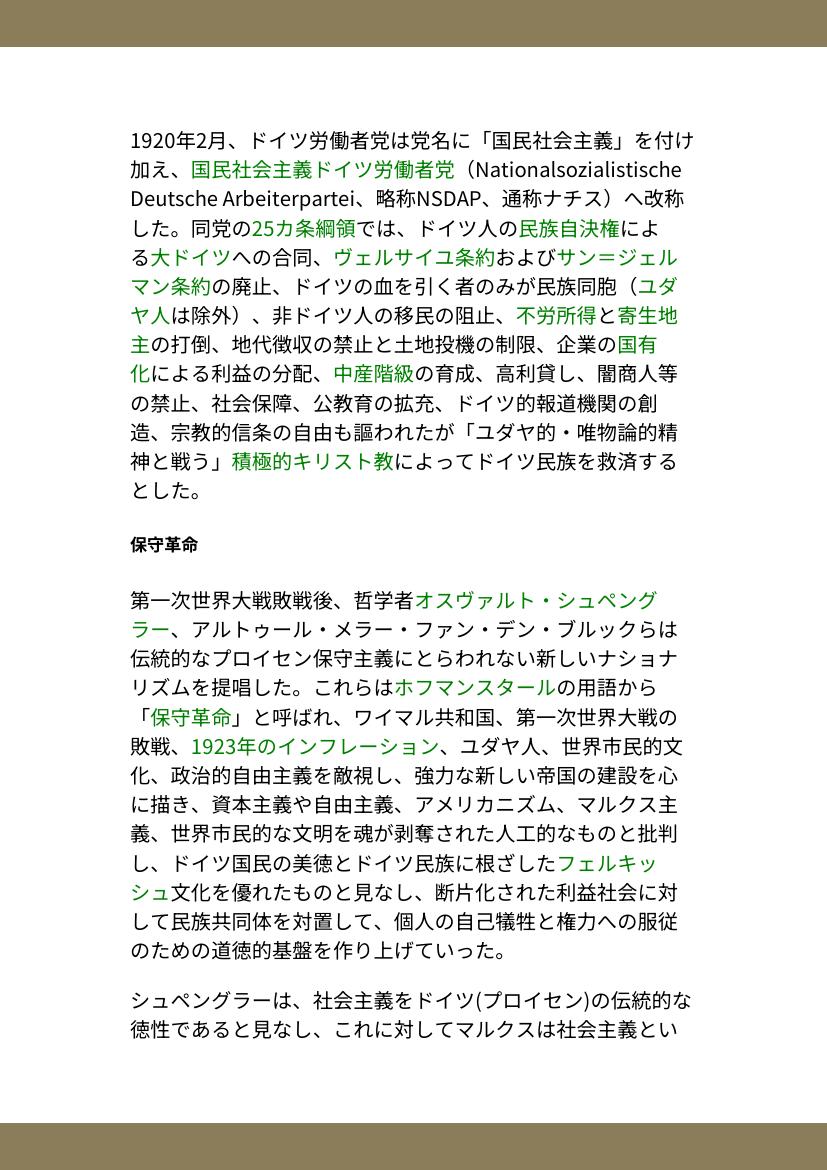 1920年2月、ドイツ労働者党は党名に「国民社会主義」を付け
加え、国民社会主義ドイツ労働者党（Nationalsozialistische
Deutsche Arbeiterpartei、略称NSDAP、通称ナチス）へ改称
した。同党の25カ条綱領では、ドイツ人の民族自決権によ
る大ドイツへの合同、ヴェルサイユ条約およびサン＝ジェル
マン条約の廃止、ドイツの血を引く者のみが民族同胞（ユダ
ヤ人は除外）、非ドイツ人の移民の阻止、不労所得と寄生地
主の打倒、地代徴収の禁止と土地投機の制限、企業の国有
化による利益の分配、中産階級の育成、高利貸し、闇商人等
の禁止、社会保障、公教育の拡充、ドイツ的報道機関の創
造、宗教的信条の自由も謳われたが「ユダヤ的・唯物論的精
神と戦う」積極的キリスト教によってドイツ民族を救済する
とした。
保守革命
第一次世界大戦敗戦後、哲学者オスヴァルト・シュペング
ラー、アルトゥール・メラー・ファン・デン・ブルックらは
伝統的なプロイセン保守主義にとらわれない新しいナショナ
リズムを提唱した。これらはホフマンスタールの用語から
「保守革命」と呼ばれ、ワイマル共和国、第一次世界大戦の
敗戦、1923年のインフレーション、ユダヤ人、世界市民的文
化、政治的自由主義を敵視し、強力な新しい帝国の建設を心
に描き、資本主義や自由主義、アメリカニズム、マルクス主
義、世界市民的な文明を魂が剥奪された人工的なものと批判
し、ドイツ国民の美徳とドイツ民族に根ざしたフェルキッ
シュ文化を優れたものと見なし、断片化された利益社会に対
して民族共同体を対置して、個人の自己犠牲と権力への服従
のための道徳的基盤を作り上げていった。
シュペングラーは、社会主義をドイツ(プロイセン)の伝統的な
徳性であると見なし、これに対してマルクスは社会主義とい